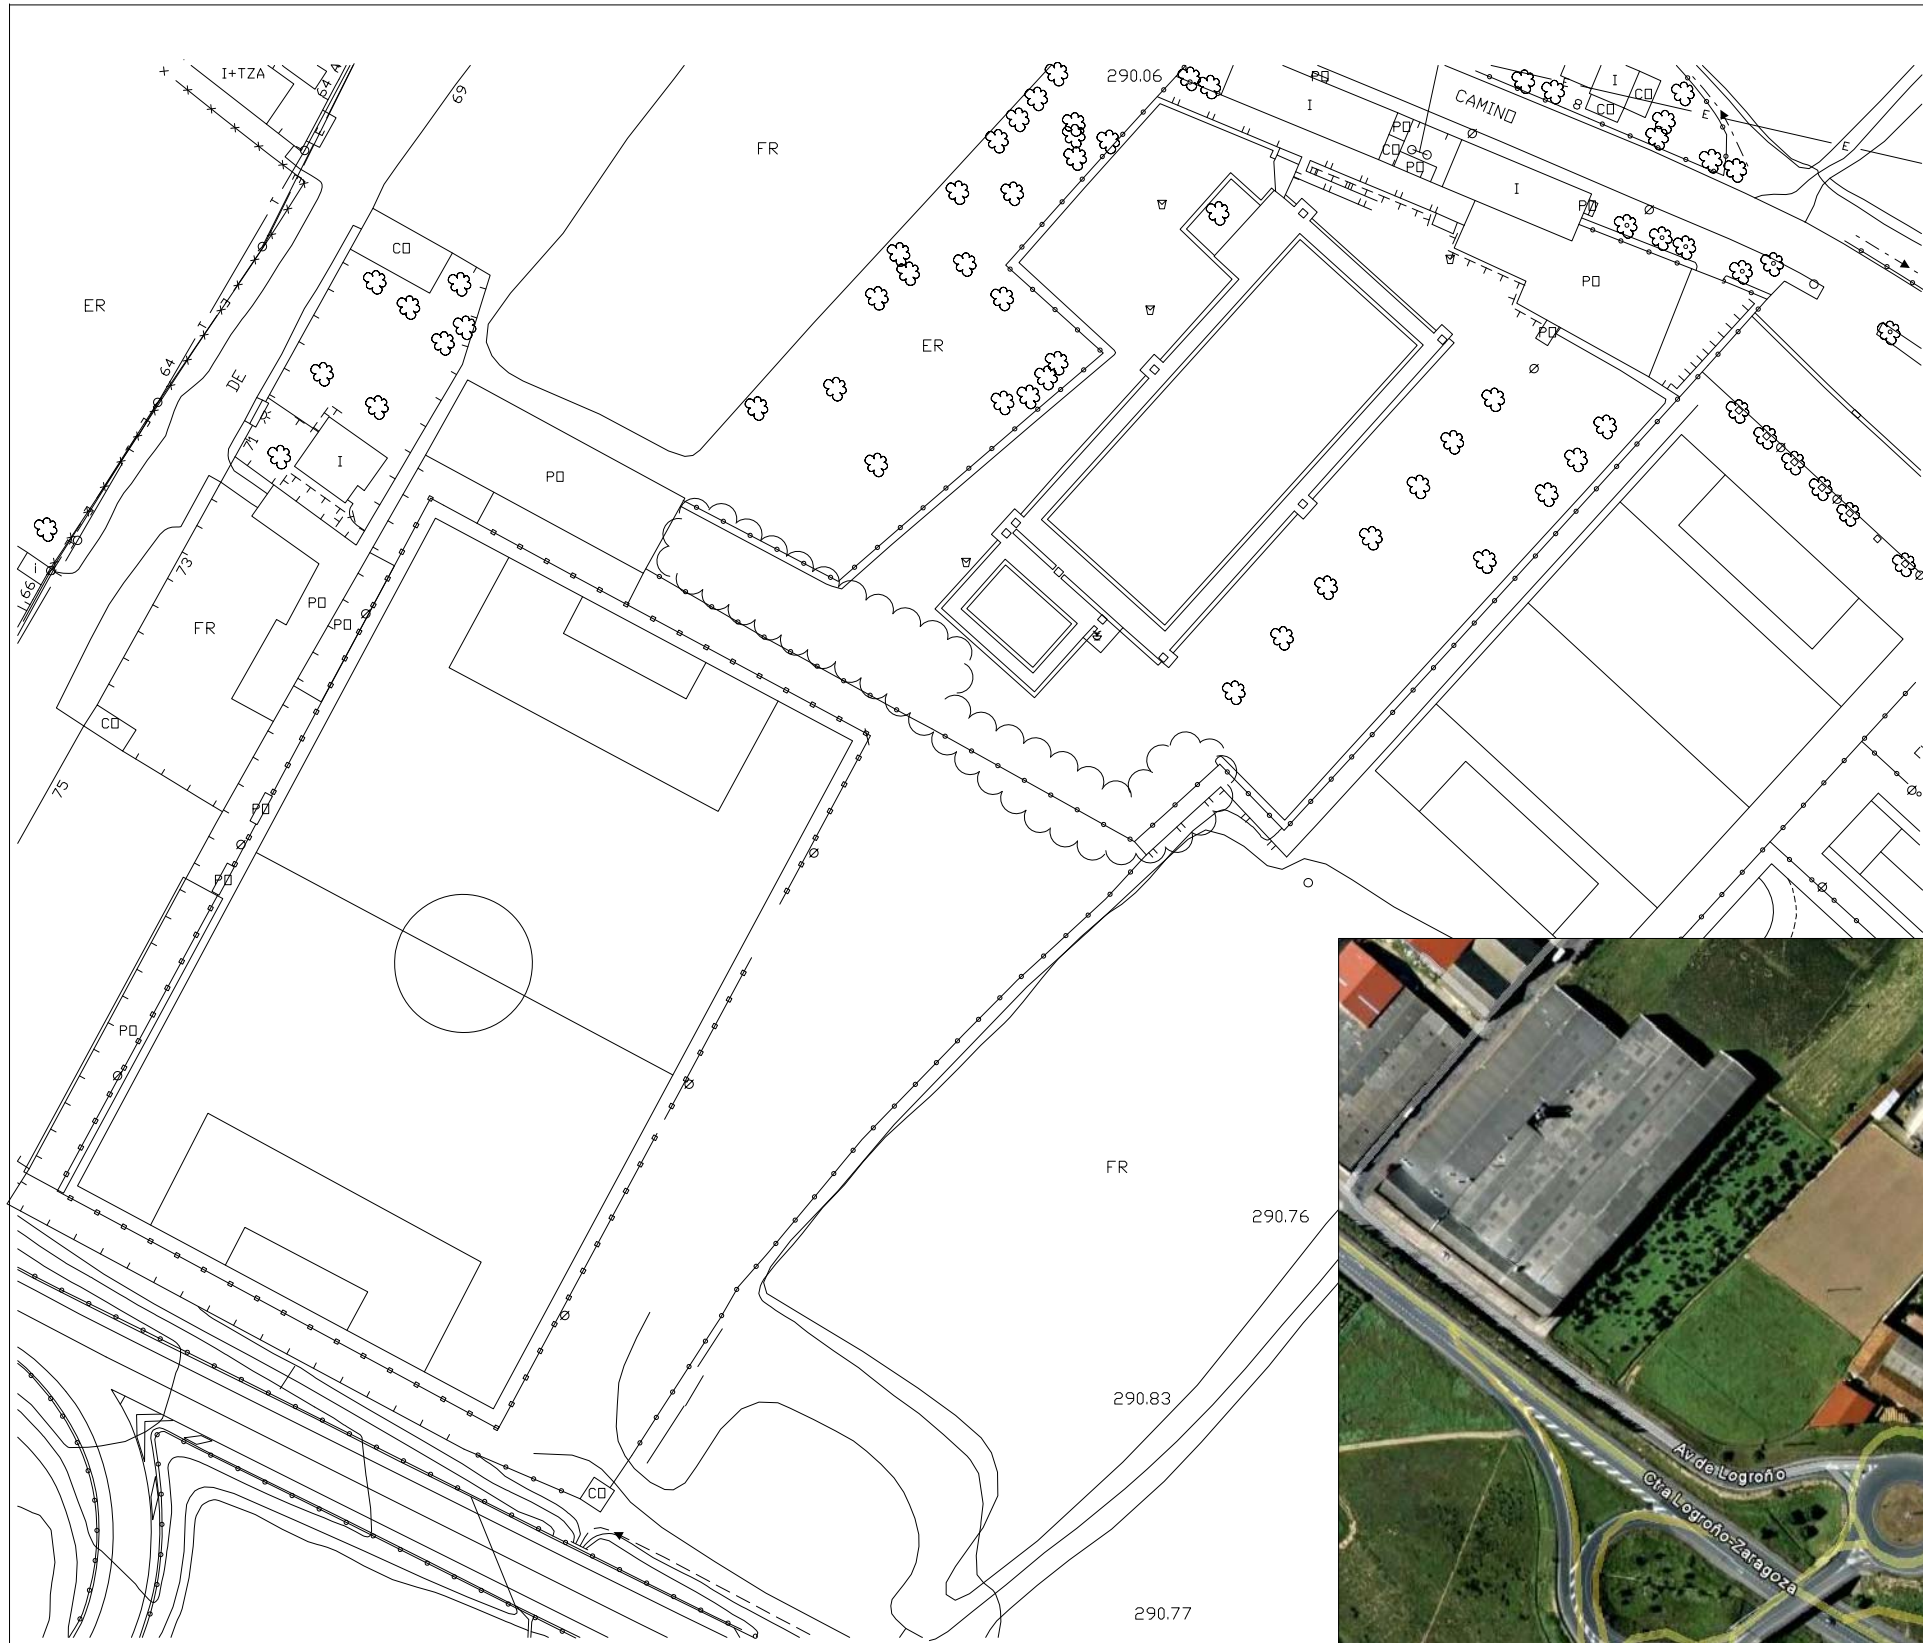 I+TZA
64 A
69
290.06
PO
I
CAMINO
8
I
CO
CO
E
E
FR
PO
CO
PO
I
PO
E
T
CO
ER
T
E
64
DE
ER
PO
PO
71
I
PO
66
73
FR
PO
PO
CO
75
PO
PO
PO
FR
290.76
290.83
CO
290.77
Av de Logroño
Ctra Logroño-Zaragoza